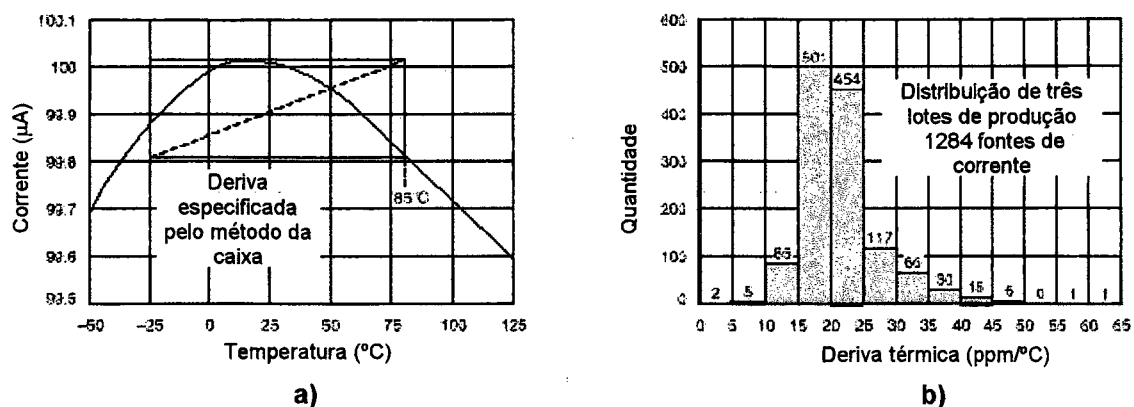 Corrente (µA)
100.1
100
99.9
99.8
99.7
99.6
99.5
Deriva
especificada
pelo método da
caixa
85°C
–50
–25
0
25
50
75
100
125
Temperatura (ºC)
a)
Quantidade
600
500
400
300
200
100
0
2
5
501
454
117
66
15
6
0
1
1
Distribuição de três
lotes de produção
1284 fontes de
corrente
0 5 10 15 20 25 30 35 40 45 50 55 60 65
Deriva térmica (ppm/ºC)
b)